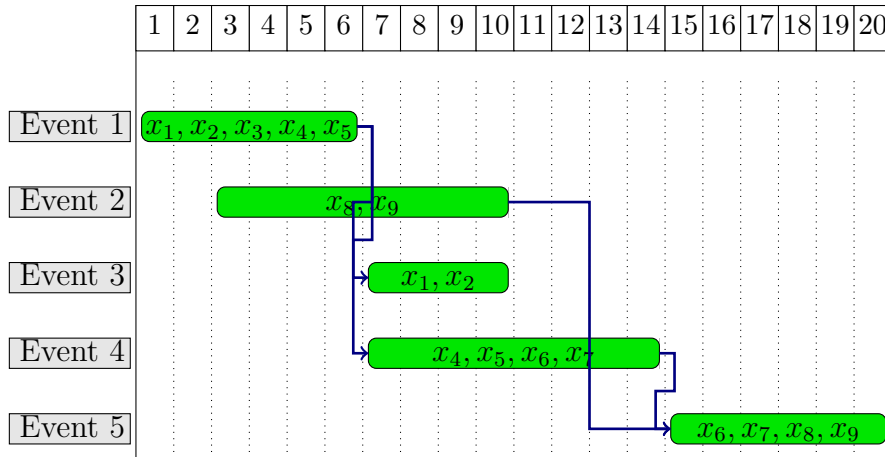 1 2 3 4 5 6 7 8 9 10 11 12 13 14 15 16 17 18 19 20
Event 1 x₁, x₂, x₃, x₄, x₅
Event 2 x₈, x₉
Event 3 x₁, x₂
Event 4 x₄, x₅, x₆, x₇
Event 5 x₆, x₇, x₈, x₉